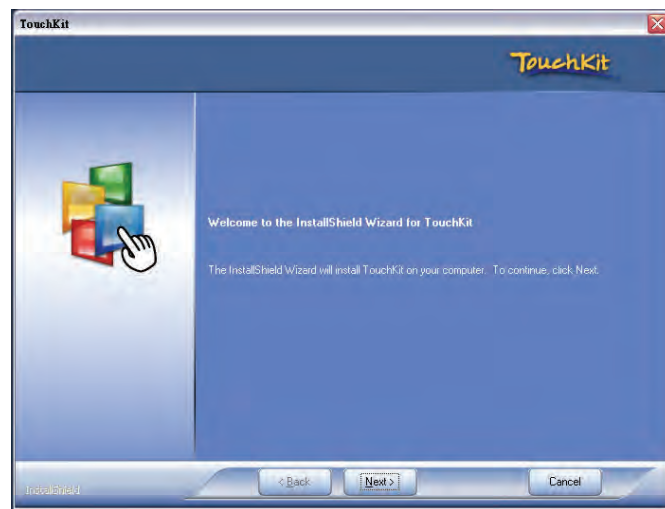 TouchKit
TouchKit
Welcome to the InstallShield Wizard for TouchKit
The InstallShield Wizard will install TouchKit on your computer. To continue, click Next.
InstallShield
< Back
Next >
Cancel